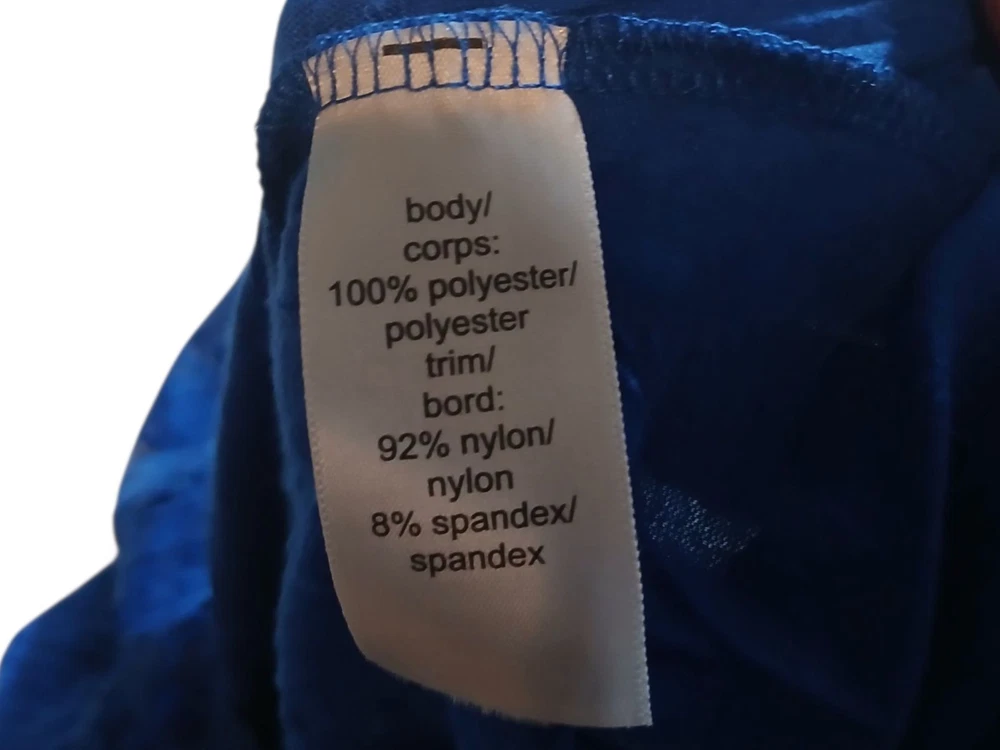 body/
corps:
100% polyester/
polyester
trim/
bord:
92% nylon/
nylon
8% spandex/
spandex